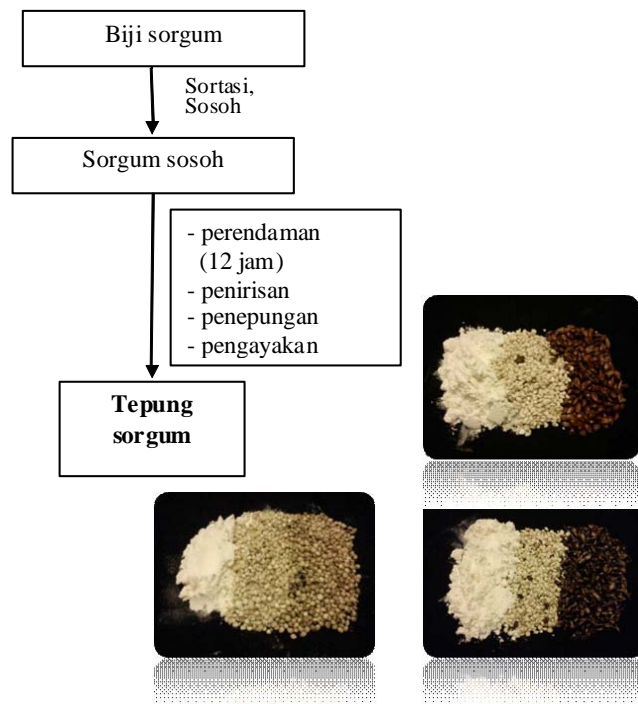 Biji sorgum
Sortasi,
Sosoh
Sorgum sosoh
- perendaman
(12 jam)
- penirisan
- penepungan
- pengayakan
Tepung
sorgum